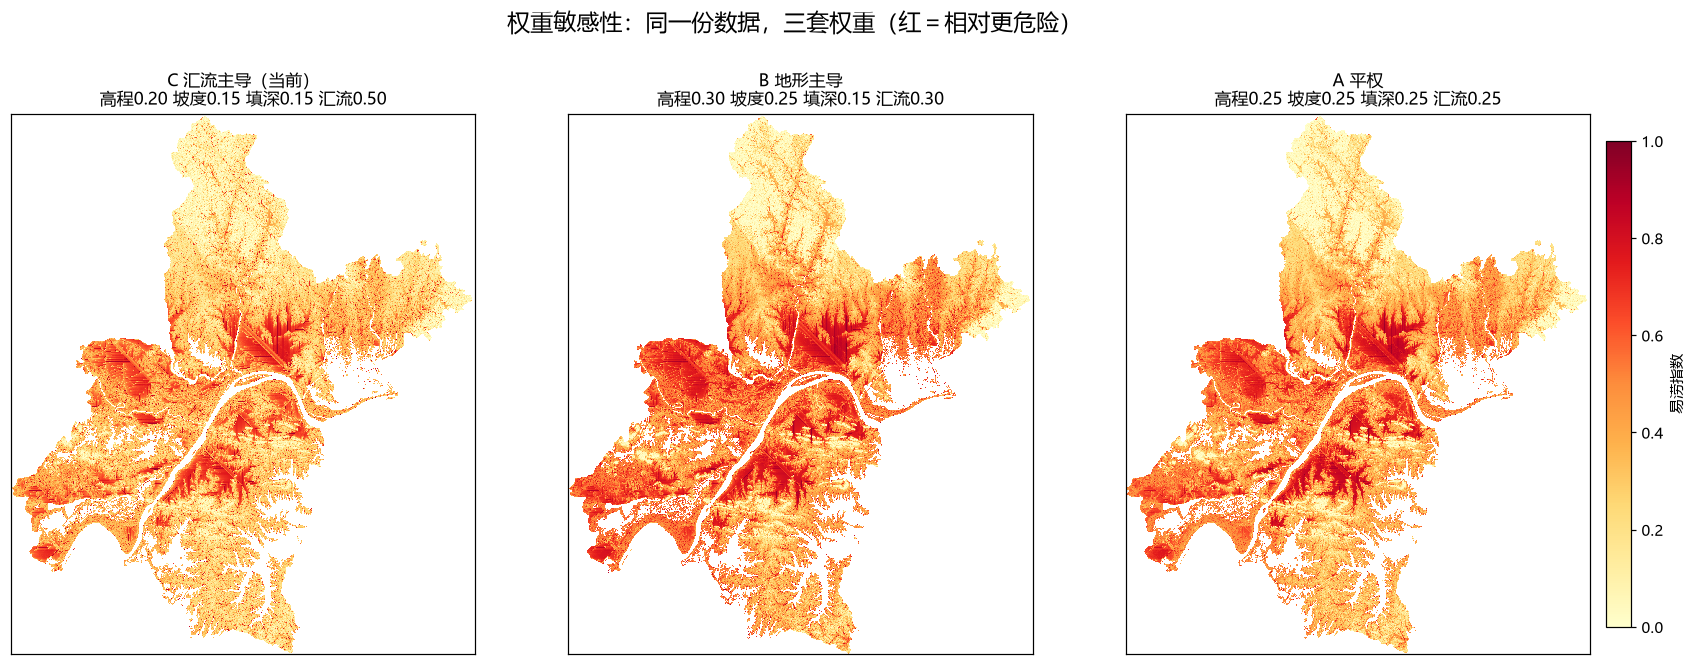 权重敏感性：同一份数据，三套权重（红＝相对更危险）
C 汇流主导（当前）
高程0.20 坡度0.15 填深0.15 汇流0.50
B 地形主导
高程0.30 坡度0.25 填深0.15 汇流0.30
A 平权
高程0.25 坡度0.25 填深0.25 汇流0.25
1.0
0.8
0.6
0.4
0.2
0.0
易涝指数